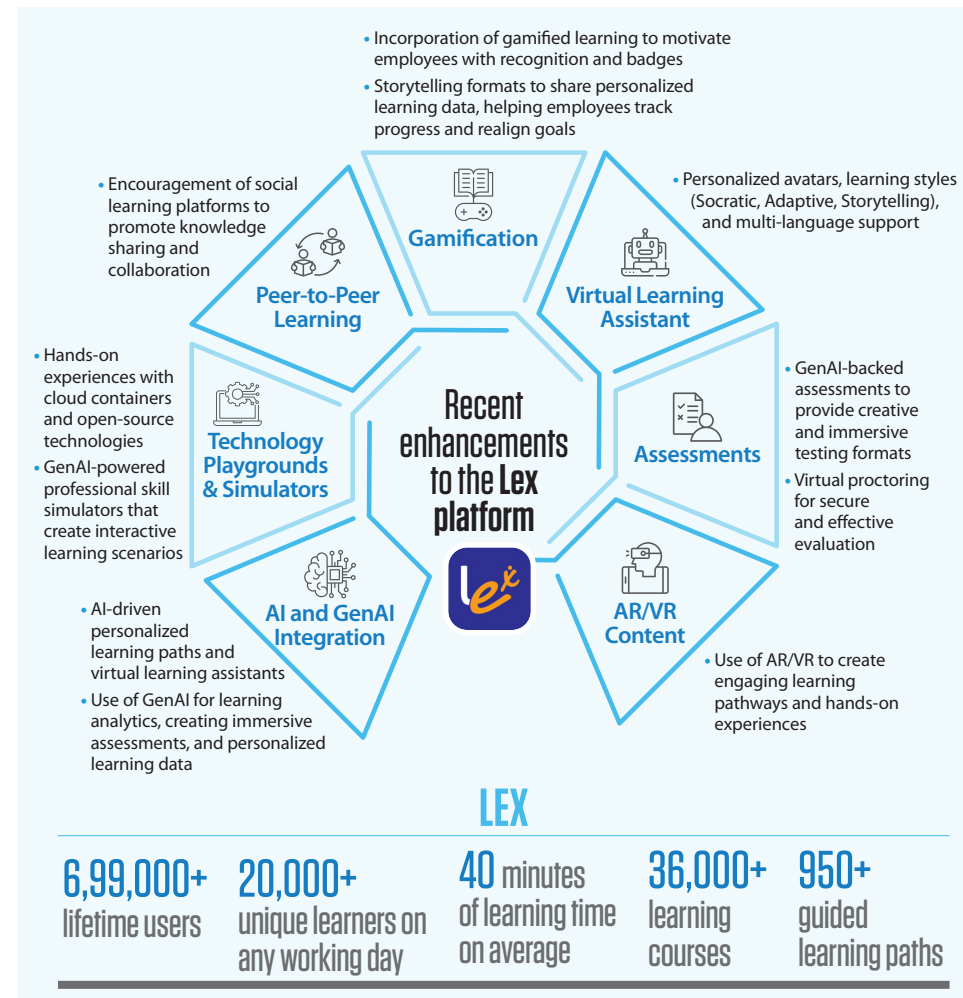 • Incorporation of gamified learning to motivate
employees with recognition and badges
• Storytelling formats to share personalized
learning data, helping employees track
progress and realign goals
Gamification
• Encouragement of social
learning platforms to
promote knowledge
sharing and
collaboration
Peer-to-Peer
Learning
• Personalized avatars, learning styles
(Socratic, Adaptive, Storytelling),
and multi-language support
Virtual Learning
Assistant
• Hands-on
experiences with
cloud containers
and open-source
technologies
• GenAI-powered
professional skill
simulators that
create interactive
learning scenarios
Technology
Playgrounds
& Simulators
Recent
enhancements
to the Lex
platform
Lex
Assessments
• GenAI-backed
assessments to
provide creative
and immersive
testing formats
• Virtual proctoring
for secure
and effective
evaluation
AI and GenAI
Integration
• AI-driven
personalized
learning paths and
virtual learning assistants
• Use of GenAI for learning
analytics, creating immersive
assessments, and personalized
learning data
AR/VR
Content
• Use of AR/VR to create
engaging learning
pathways and hands-on
experiences
LEX
6,99,000+
lifetime users
20,000+
unique learners on
any working day
40 minutes
of learning time
on average
36,000+
learning
courses
950+
guided
learning paths